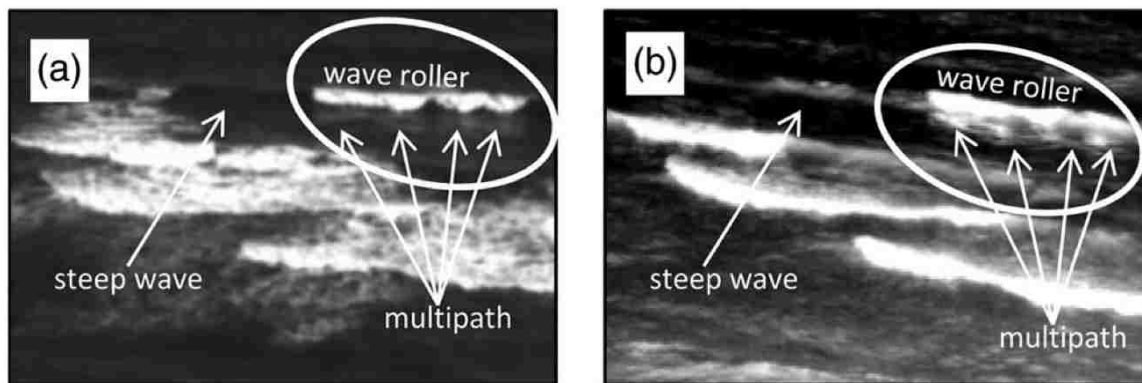 (a)
wave roller
steep wave
multipath
(b)
wave roller
steep wave
multipath